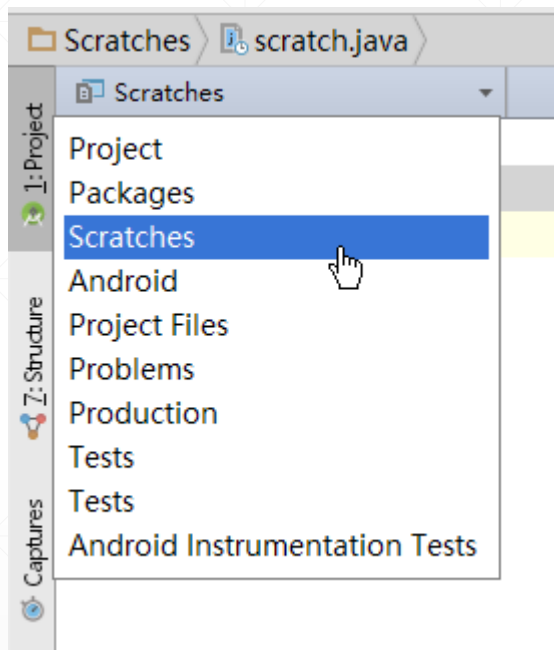 Scratches scratch.java
Scratches
1: Project
Project
Packages
Scratches
Android
Project Files
Problems
Production
Tests
Tests
Android Instrumentation Tests
7: Structure
Captures